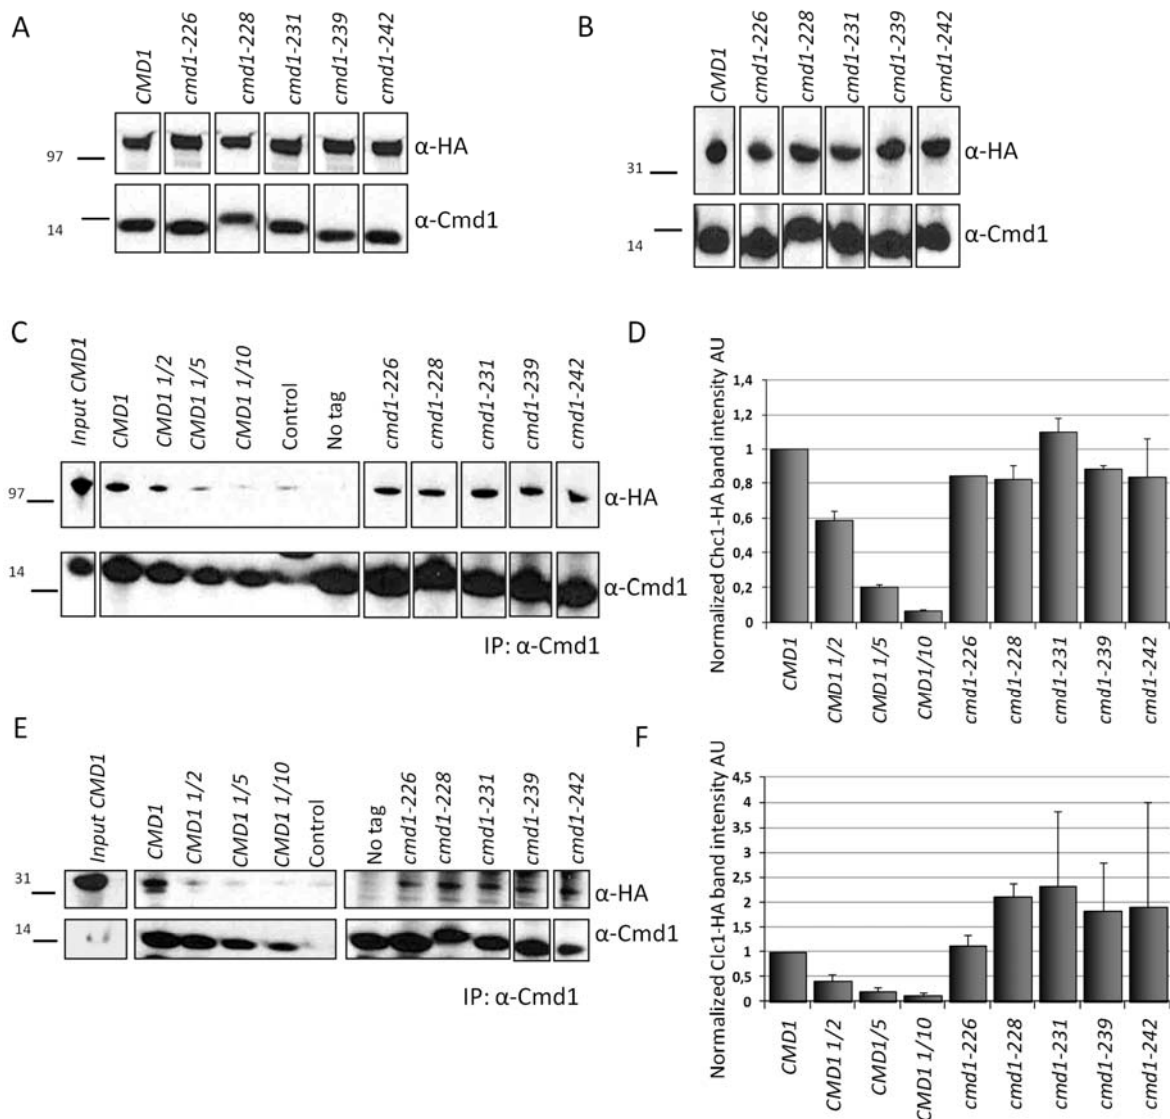 A
CMD1
cmd1-226
cmd1-228
cmd1-231
cmd1-239
cmd1-242
97
α-HA
14
α-Cmd1
B
CMD1
cmd1-226
cmd1-228
cmd1-231
cmd1-239
cmd1-242
31
α-HA
14
α-Cmd1
C
Input CMD1
CMD1
CMD1 1/2
CMD1 1/5
CMD1 1/10
Control
No tag
cmd1-226
cmd1-228
cmd1-231
cmd1-239
cmd1-242
97
α-HA
14
α-Cmd1
IP: α-Cmd1
D
Normalized Chc1-HA band intensity AU
1,4
1,2
1
0,8
0,6
0,4
0,2
0
CMD1
CMD1 1/2
CMD1 1/5
CMD1/10
cmd1-226
cmd1-228
cmd1-231
cmd1-239
cmd1-242
E
Input CMD1
CMD1
CMD1 1/2
CMD1 1/5
CMD1 1/10
Control
No tag
cmd1-226
cmd1-228
cmd1-231
cmd1-239
cmd1-242
31
α-HA
14
α-Cmd1
IP: α-Cmd1
F
Normalized Clc1-HA band intensity AU
4,5
4
3,5
3
2,5
2
1,5
1
0,5
0
CMD1
CMD1 1/2
CMD1/5
CMD1 1/10
cmd1-226
cmd1-228
cmd1-231
cmd1-239
cmd1-242